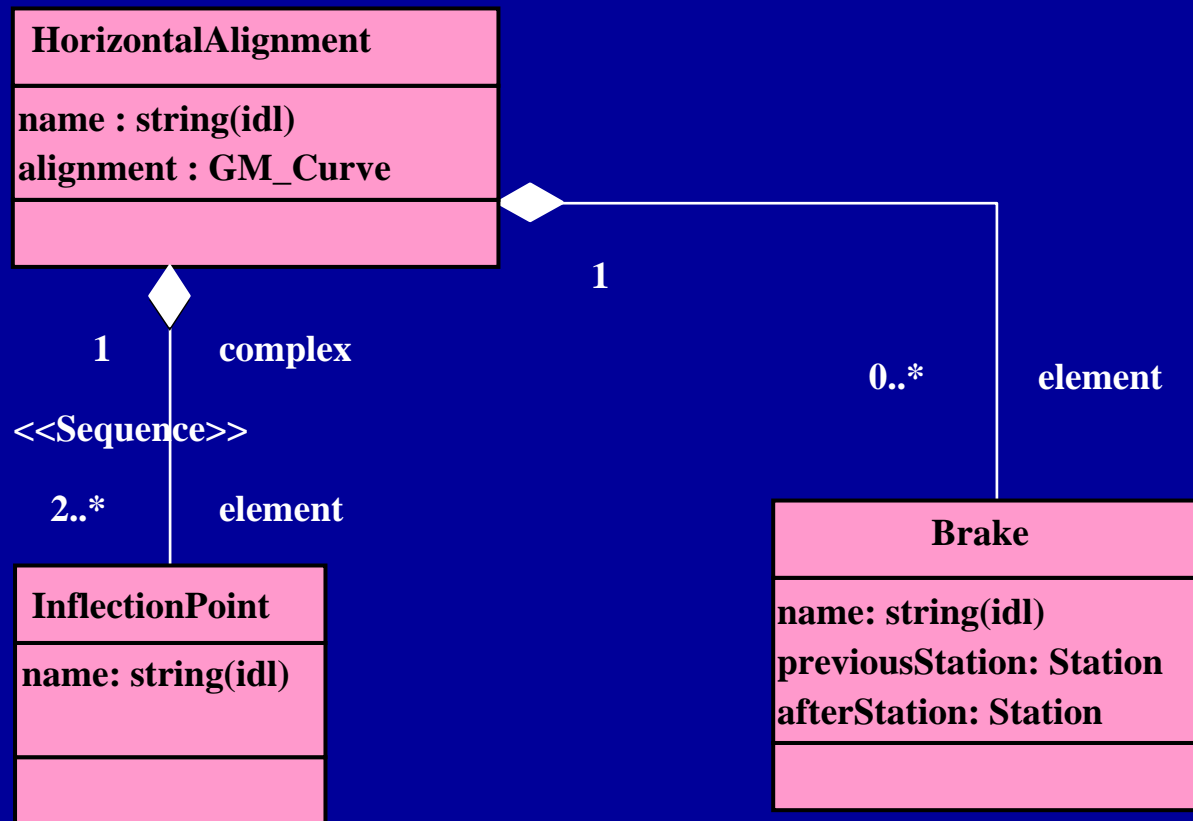 HorizontalAlignment
name : string(idl)
alignment : GM_Curve
1
1 complex
<<Sequence>>
2..* element
0..* element
InflectionPoint
name: string(idl)
Brake
name: string(idl)
previousStation: Station
afterStation: Station